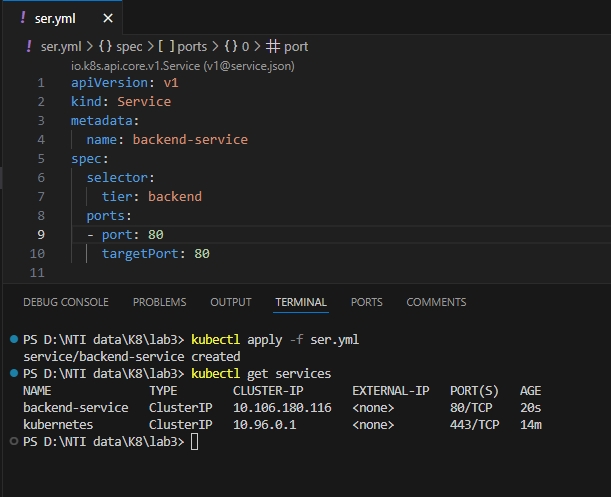 ! ser.yml ×
! ser.yml > {} spec > [ ] ports > {} 0 > # port
io.k8s.api.core.v1.Service (v1@service.json)
1 apiVersion: v1
2 kind: Service
3 metadata:
4   name: backend-service
5 spec:
6   selector:
7     tier: backend
8   ports:
9   - port: 80
10     targetPort: 80
11
DEBUG CONSOLE PROBLEMS OUTPUT TERMINAL PORTS COMMENTS
PS D:\NTI data\K8\lab3> kubectl apply -f ser.yml
service/backend-service created
PS D:\NTI data\K8\lab3> kubectl get services
NAME TYPE CLUSTER-IP EXTERNAL-IP PORT(S) AGE
backend-service ClusterIP 10.106.180.116 <none> 80/TCP 20s
kubernetes ClusterIP 10.96.0.1 <none> 443/TCP 14m
PS D:\NTI data\K8\lab3>